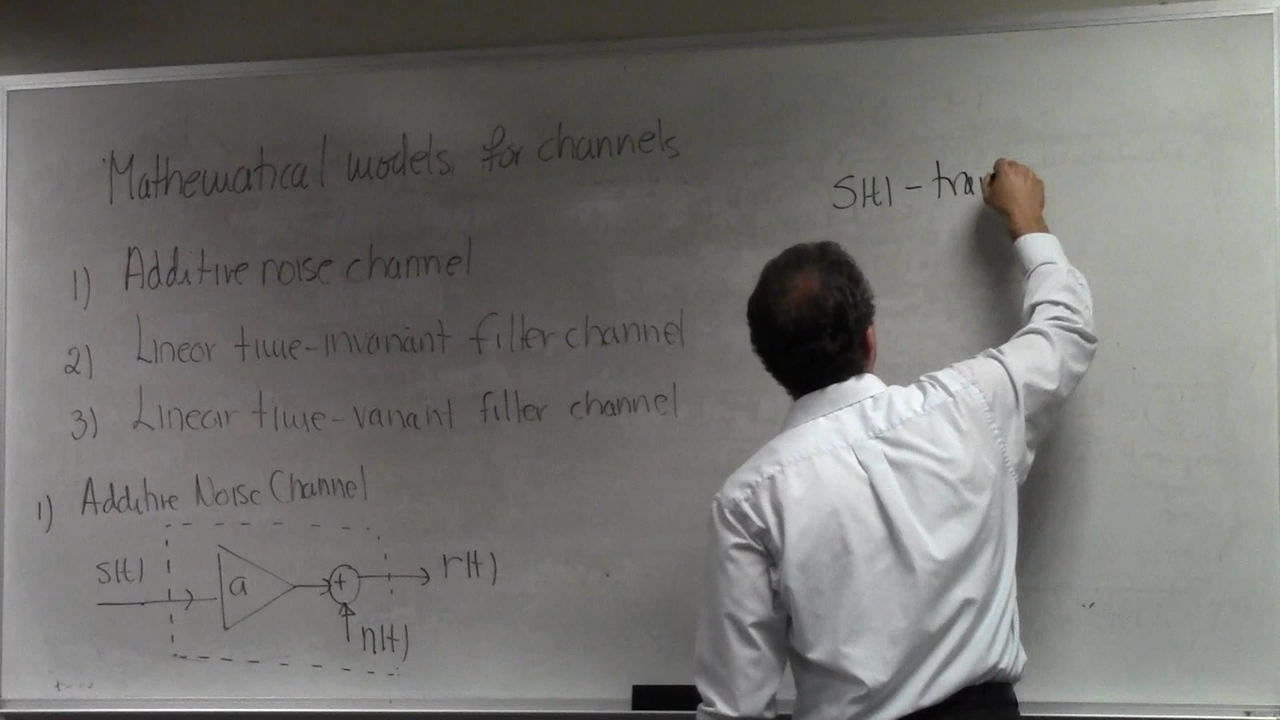 Mathematical models for channels
1) Additive noise channel
2) Linear time-invariant filter channel
3) Linear time-variant filter channel
1) Additive Noise Channel
s(t)
a
+
r(t)
n(t)
s(t) - tra